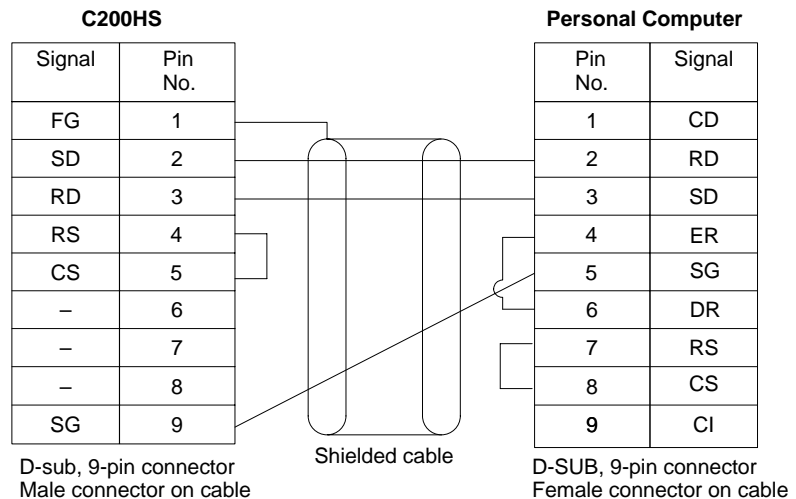 C200HS Personal Computer
Signal Pin No. Pin No. Signal
FG 1 1 CD
SD 2 2 RD
RD 3 3 SD
RS 4 4 ER
CS 5 5 SG
– 6 6 DR
– 7 7 RS
– 8 8 CS
SG 9 9 CI
Shielded cable
D-sub, 9-pin connector
Male connector on cable
D-SUB, 9-pin connector
Female connector on cable